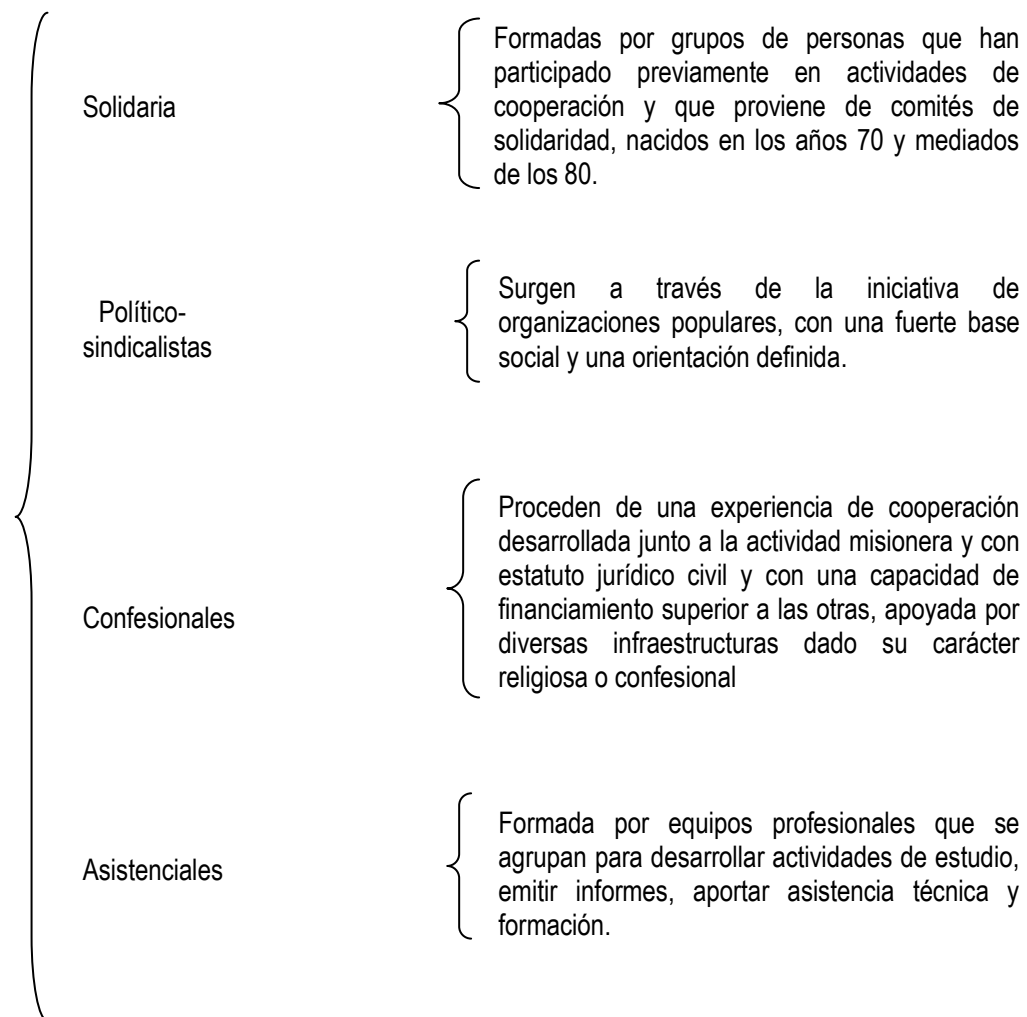 Solidaria
Formadas por grupos de personas que han
participado previamente en actividades de
cooperación y que proviene de comités de
solidaridad, nacidos en los años 70 y mediados
de los 80.
Político-
sindicalistas
Surgen a través de la iniciativa de
organizaciones populares, con una fuerte base
social y una orientación definida.
Confesionales
Proceden de una experiencia de cooperación
desarrollada junto a la actividad misionera y con
estatuto jurídico civil y con una capacidad de
financiamiento superior a las otras, apoyada por
diversas infraestructuras dado su carácter
religiosa o confesional
Asistenciales
Formada por equipos profesionales que se
agrupan para desarrollar actividades de estudio,
emitir informes, aportar asistencia técnica y
formación.